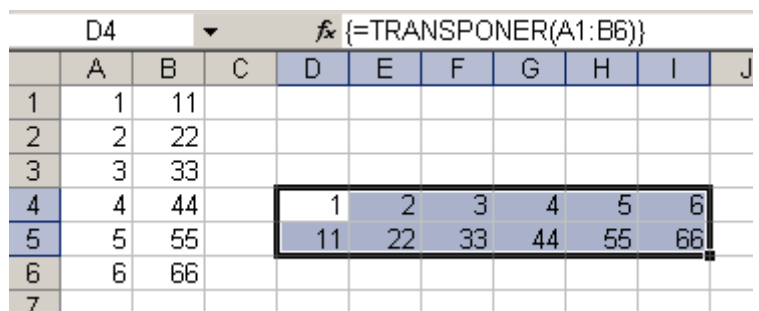 D4 fx {=TRANSPONER(A1:B6)}
A B C D E F G H I J
1 1 11
2 2 22
3 3 33
4 4 44 1 2 3 4 5 6
5 5 55 11 22 33 44 55 66
6 6 66
7